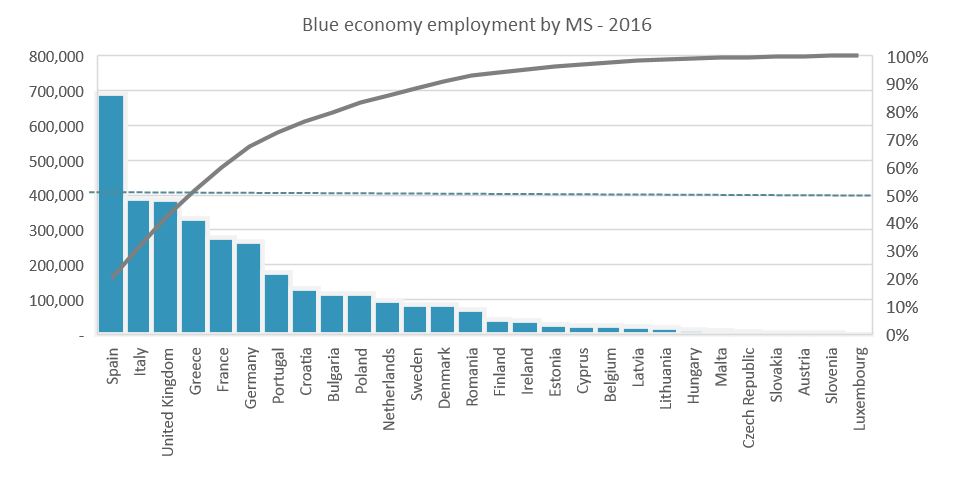 Blue economy employment by MS - 2016
800,000
700,000
600,000
500,000
400,000
300,000
200,000
100,000
-
100%
90%
80%
70%
60%
50%
40%
30%
20%
10%
0%
Spain
Italy
United Kingdom
Greece
France
Germany
Portugal
Croatia
Bulgaria
Poland
Netherlands
Sweden
Denmark
Romania
Finland
Ireland
Estonia
Cyprus
Belgium
Latvia
Lithuania
Hungary
Malta
Czech Republic
Slovakia
Austria
Slovenia
Luxembourg